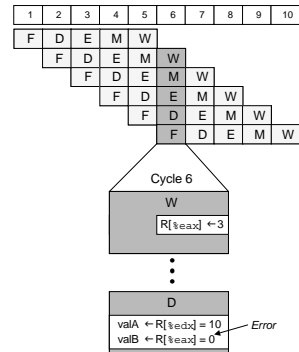 1 2 3 4 5 6 7 8 9 10
F D E M W
F D E M W
F D E M W
F D E M W
F D E M W
F D E M W
Cycle 6
W
R[%eax] ← 3
D
valA ← R[%edx] = 10
valB ← R[%eax] = 0
Error